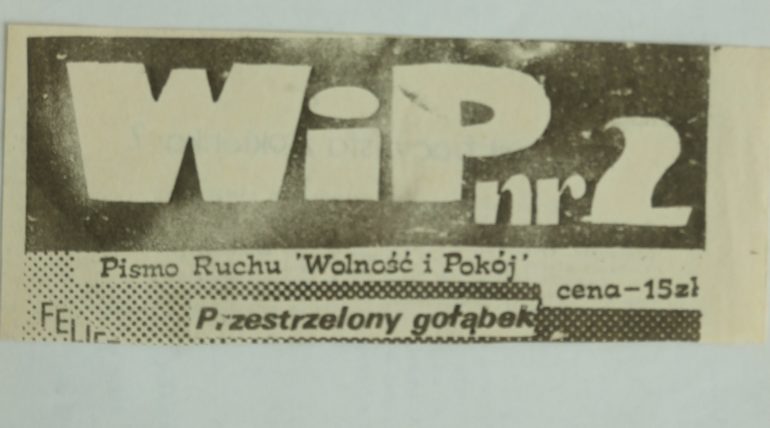 WiP nr 2
Pismo Ruchu 'Wolność i Pokój'
cena-15zł
Przestrzelony gołąbek